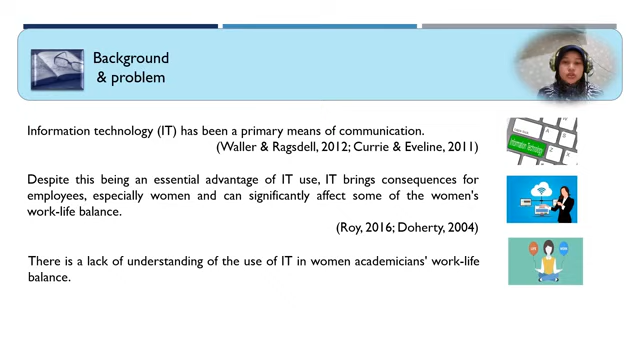 Background
& problem
Information technology (IT) has been a primary means of communication.
(Waller & Ragsdell, 2012; Currie & Eveline, 2011)
Information Technology
Despite this being an essential advantage of IT use, IT brings consequences for
employees, especially women and can significantly affect some of the women's
work-life balance.
(Roy, 2016; Doherty, 2004)
There is a lack of understanding of the use of IT in women academicians' work-life
balance.